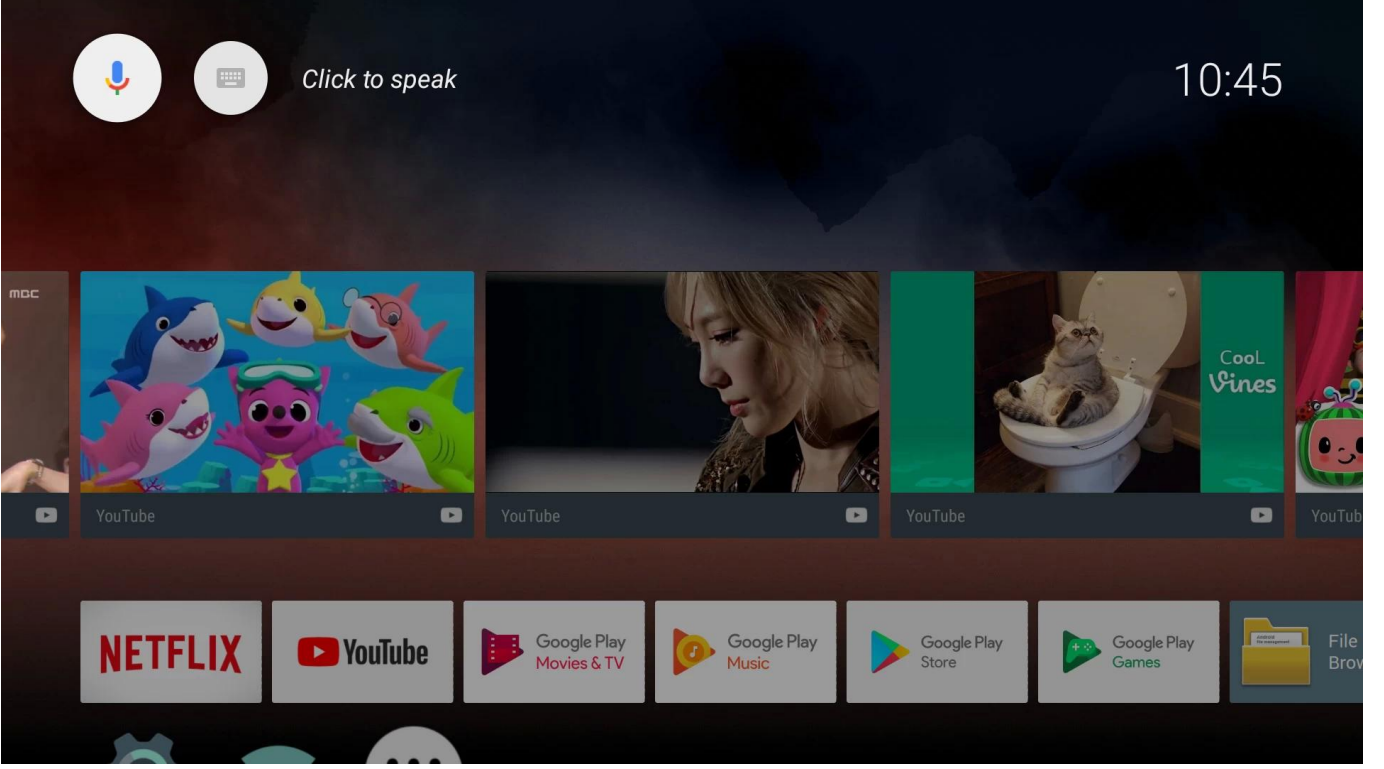 Click to speak
10:45
MBC
CooL
Vines
YouTube
YouTube
YouTube
YouTub
NETFLIX
YouTube
Google Play
Movies & TV
Google Play
Music
Google Play
Store
Google Play
Games
File
Brow